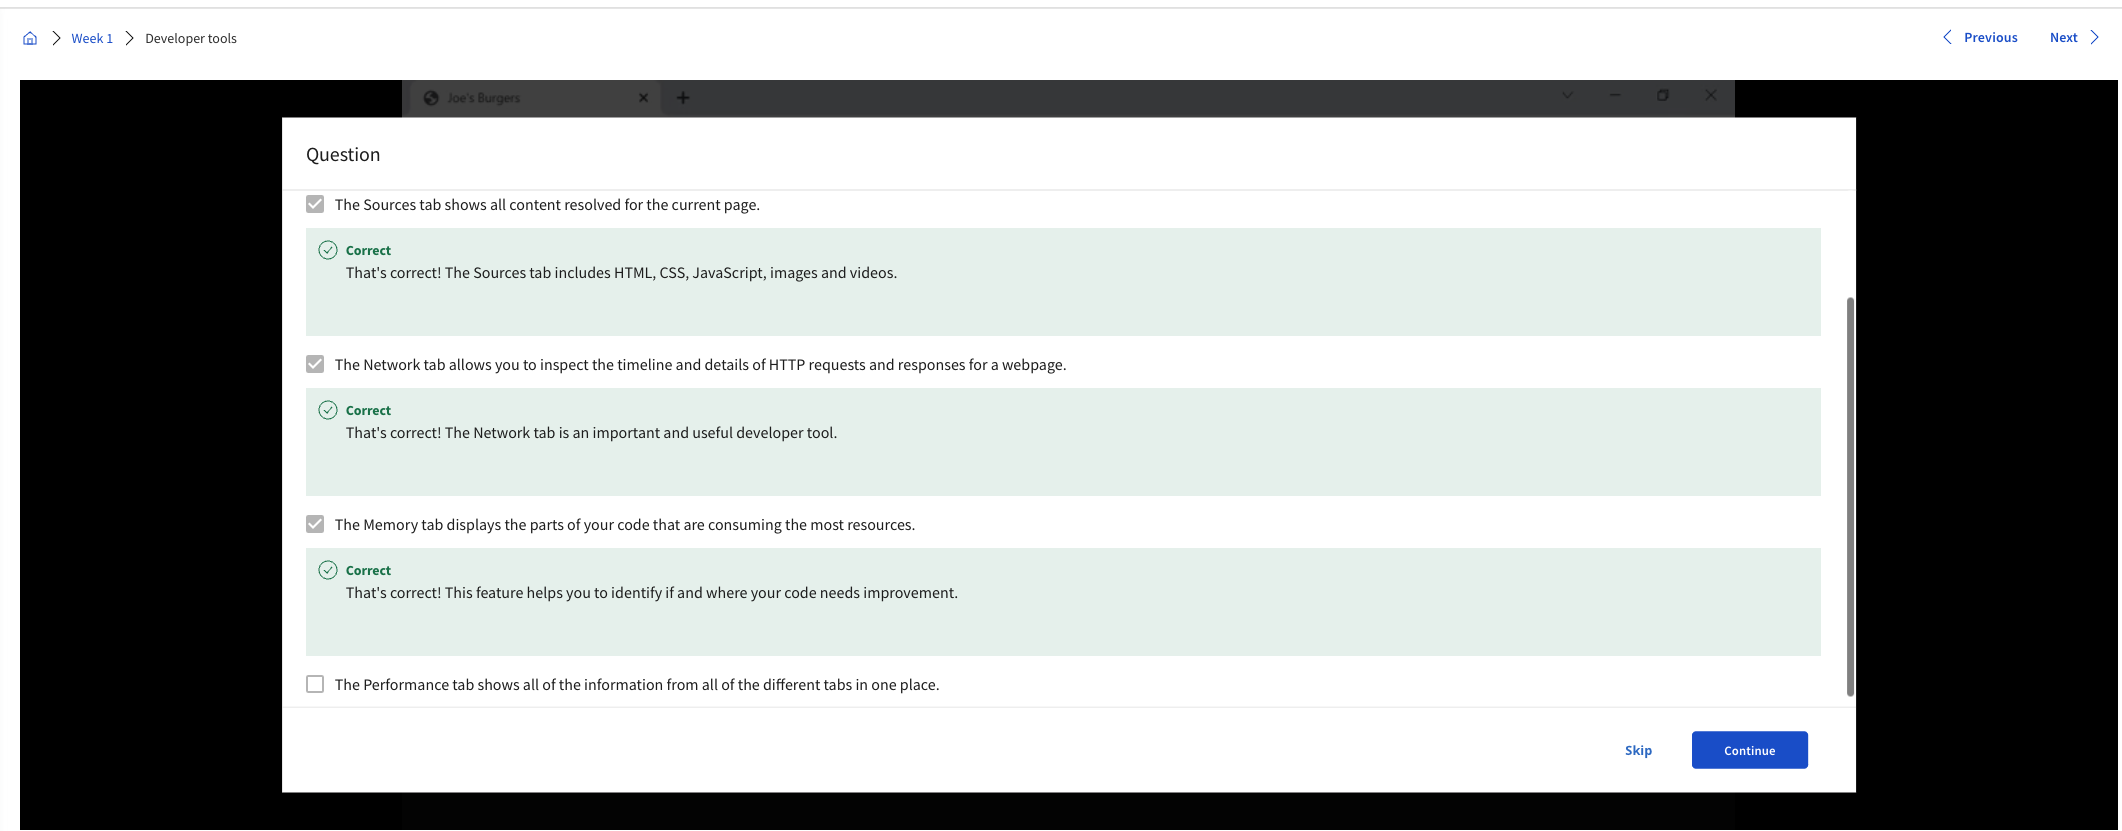 Week 1
Developer tools
Previous
Next
Joe's Burgers
Question
The Sources tab shows all content resolved for the current page.
Correct
That's correct! The Sources tab includes HTML, CSS, JavaScript, images and videos.
The Network tab allows you to inspect the timeline and details of HTTP requests and responses for a webpage.
Correct
That's correct! The Network tab is an important and useful developer tool.
The Memory tab displays the parts of your code that are consuming the most resources.
Correct
That's correct! This feature helps you to identify if and where your code needs improvement.
The Performance tab shows all of the information from all of the different tabs in one place.
Skip
Continue